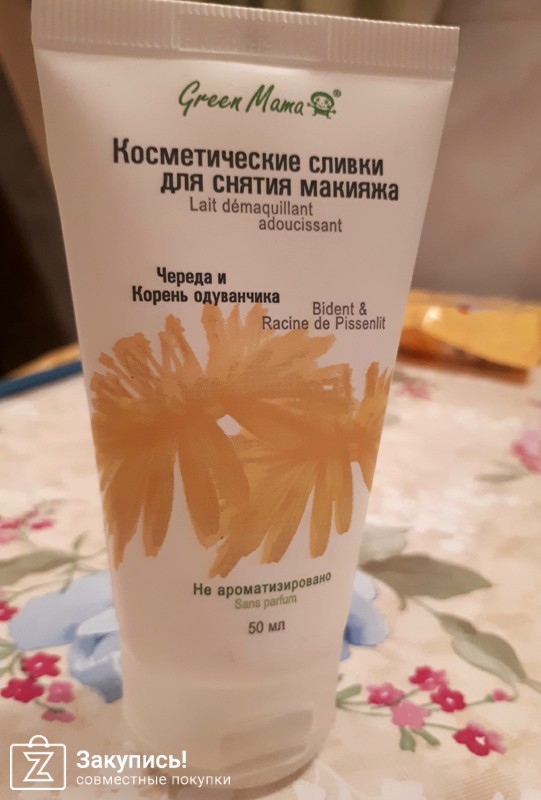 Green Mama®
Косметические сливки
для снятия макияжа
Lait démaquillant
adoucissant
Череда и
Корень одуванчика
Bident &
Racine de Pissenlit
Не ароматизировано
Sans parfum
50 мл
Закупись!
совместные покупки